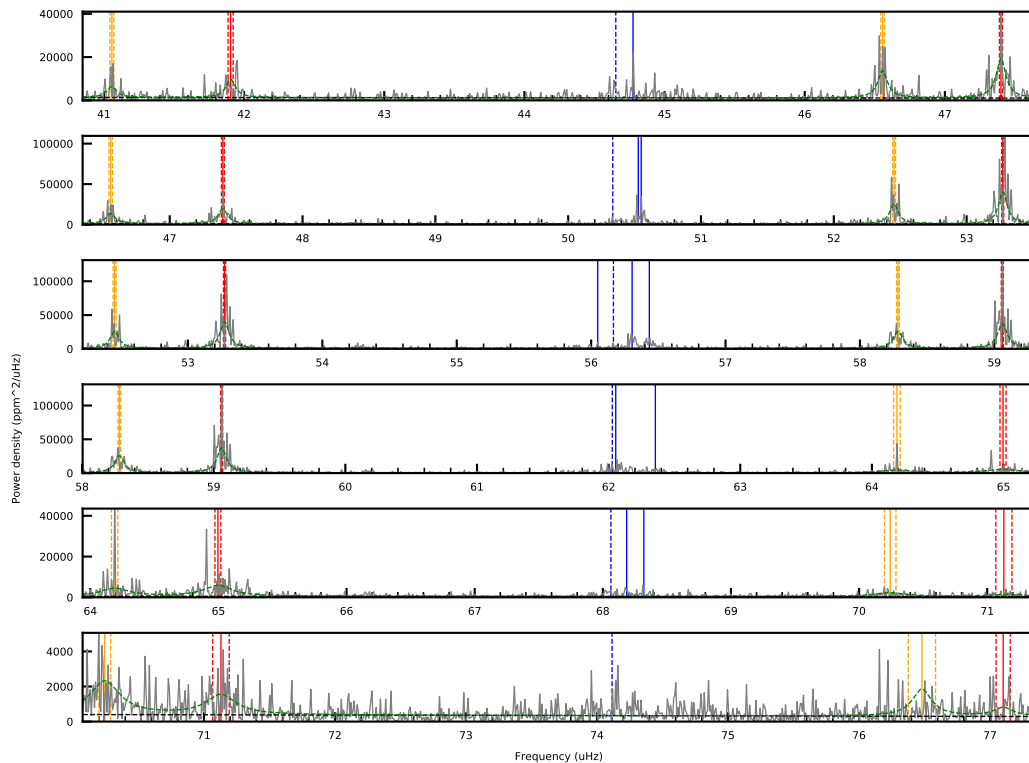 40000
20000
0
41 42 43 44 45 46 47
100000
50000
0
47 48 49 50 51 52 53
100000
50000
0
53 54 55 56 57 58 59
Power density (ppm^2/uHz)
100000
50000
0
58 59 60 61 62 63 64 65
40000
20000
0
64 65 66 67 68 69 70 71
4000
2000
0
71 72 73 74 75 76 77
Frequency (uHz)